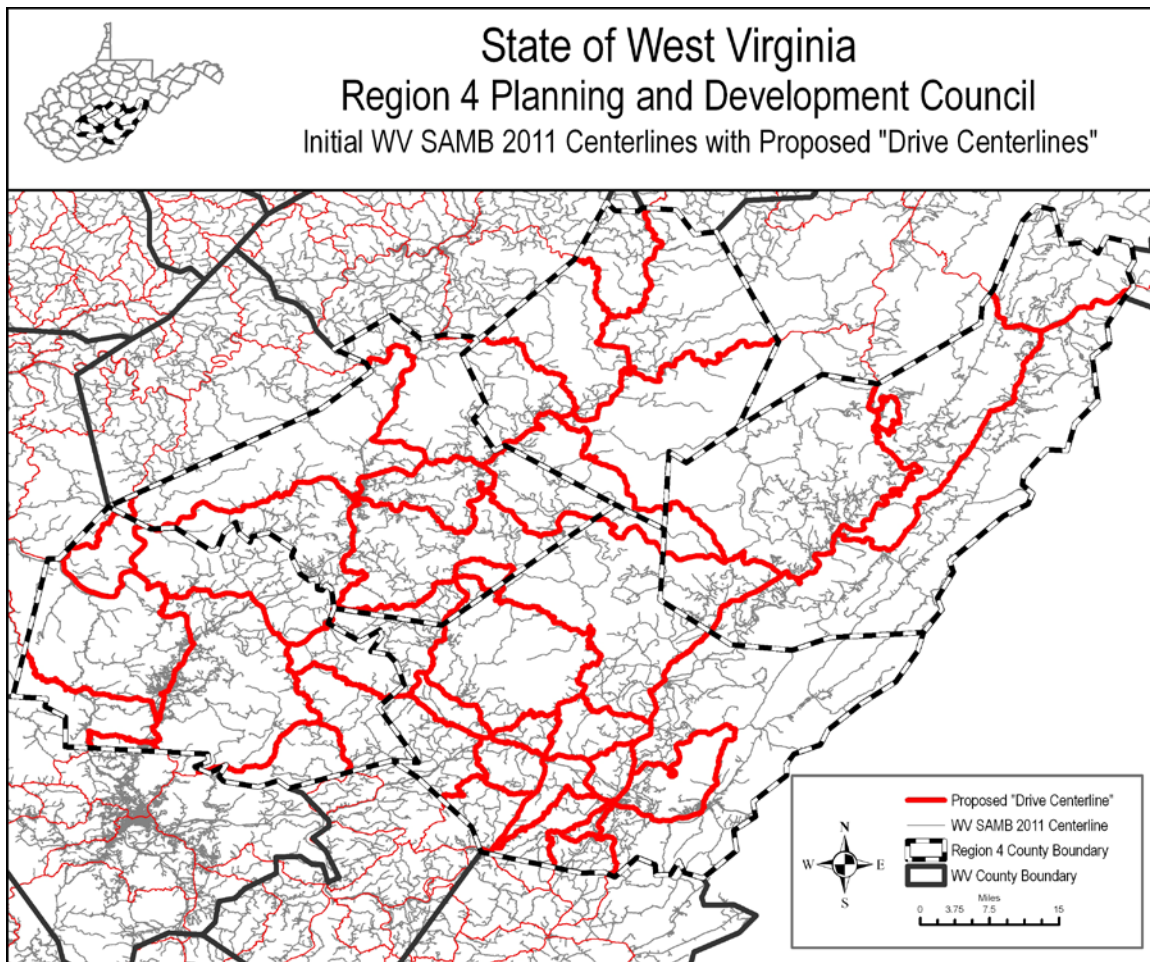 State of West Virginia
Region 4 Planning and Development Council
Initial WV SAMB 2011 Centerlines with Proposed "Drive Centerlines"
Proposed "Drive Centerline"
WV SAMB 2011 Centerline
Region 4 County Boundary
WV County Boundary
N
W E
S
Miles
0 3.75 7.5 15